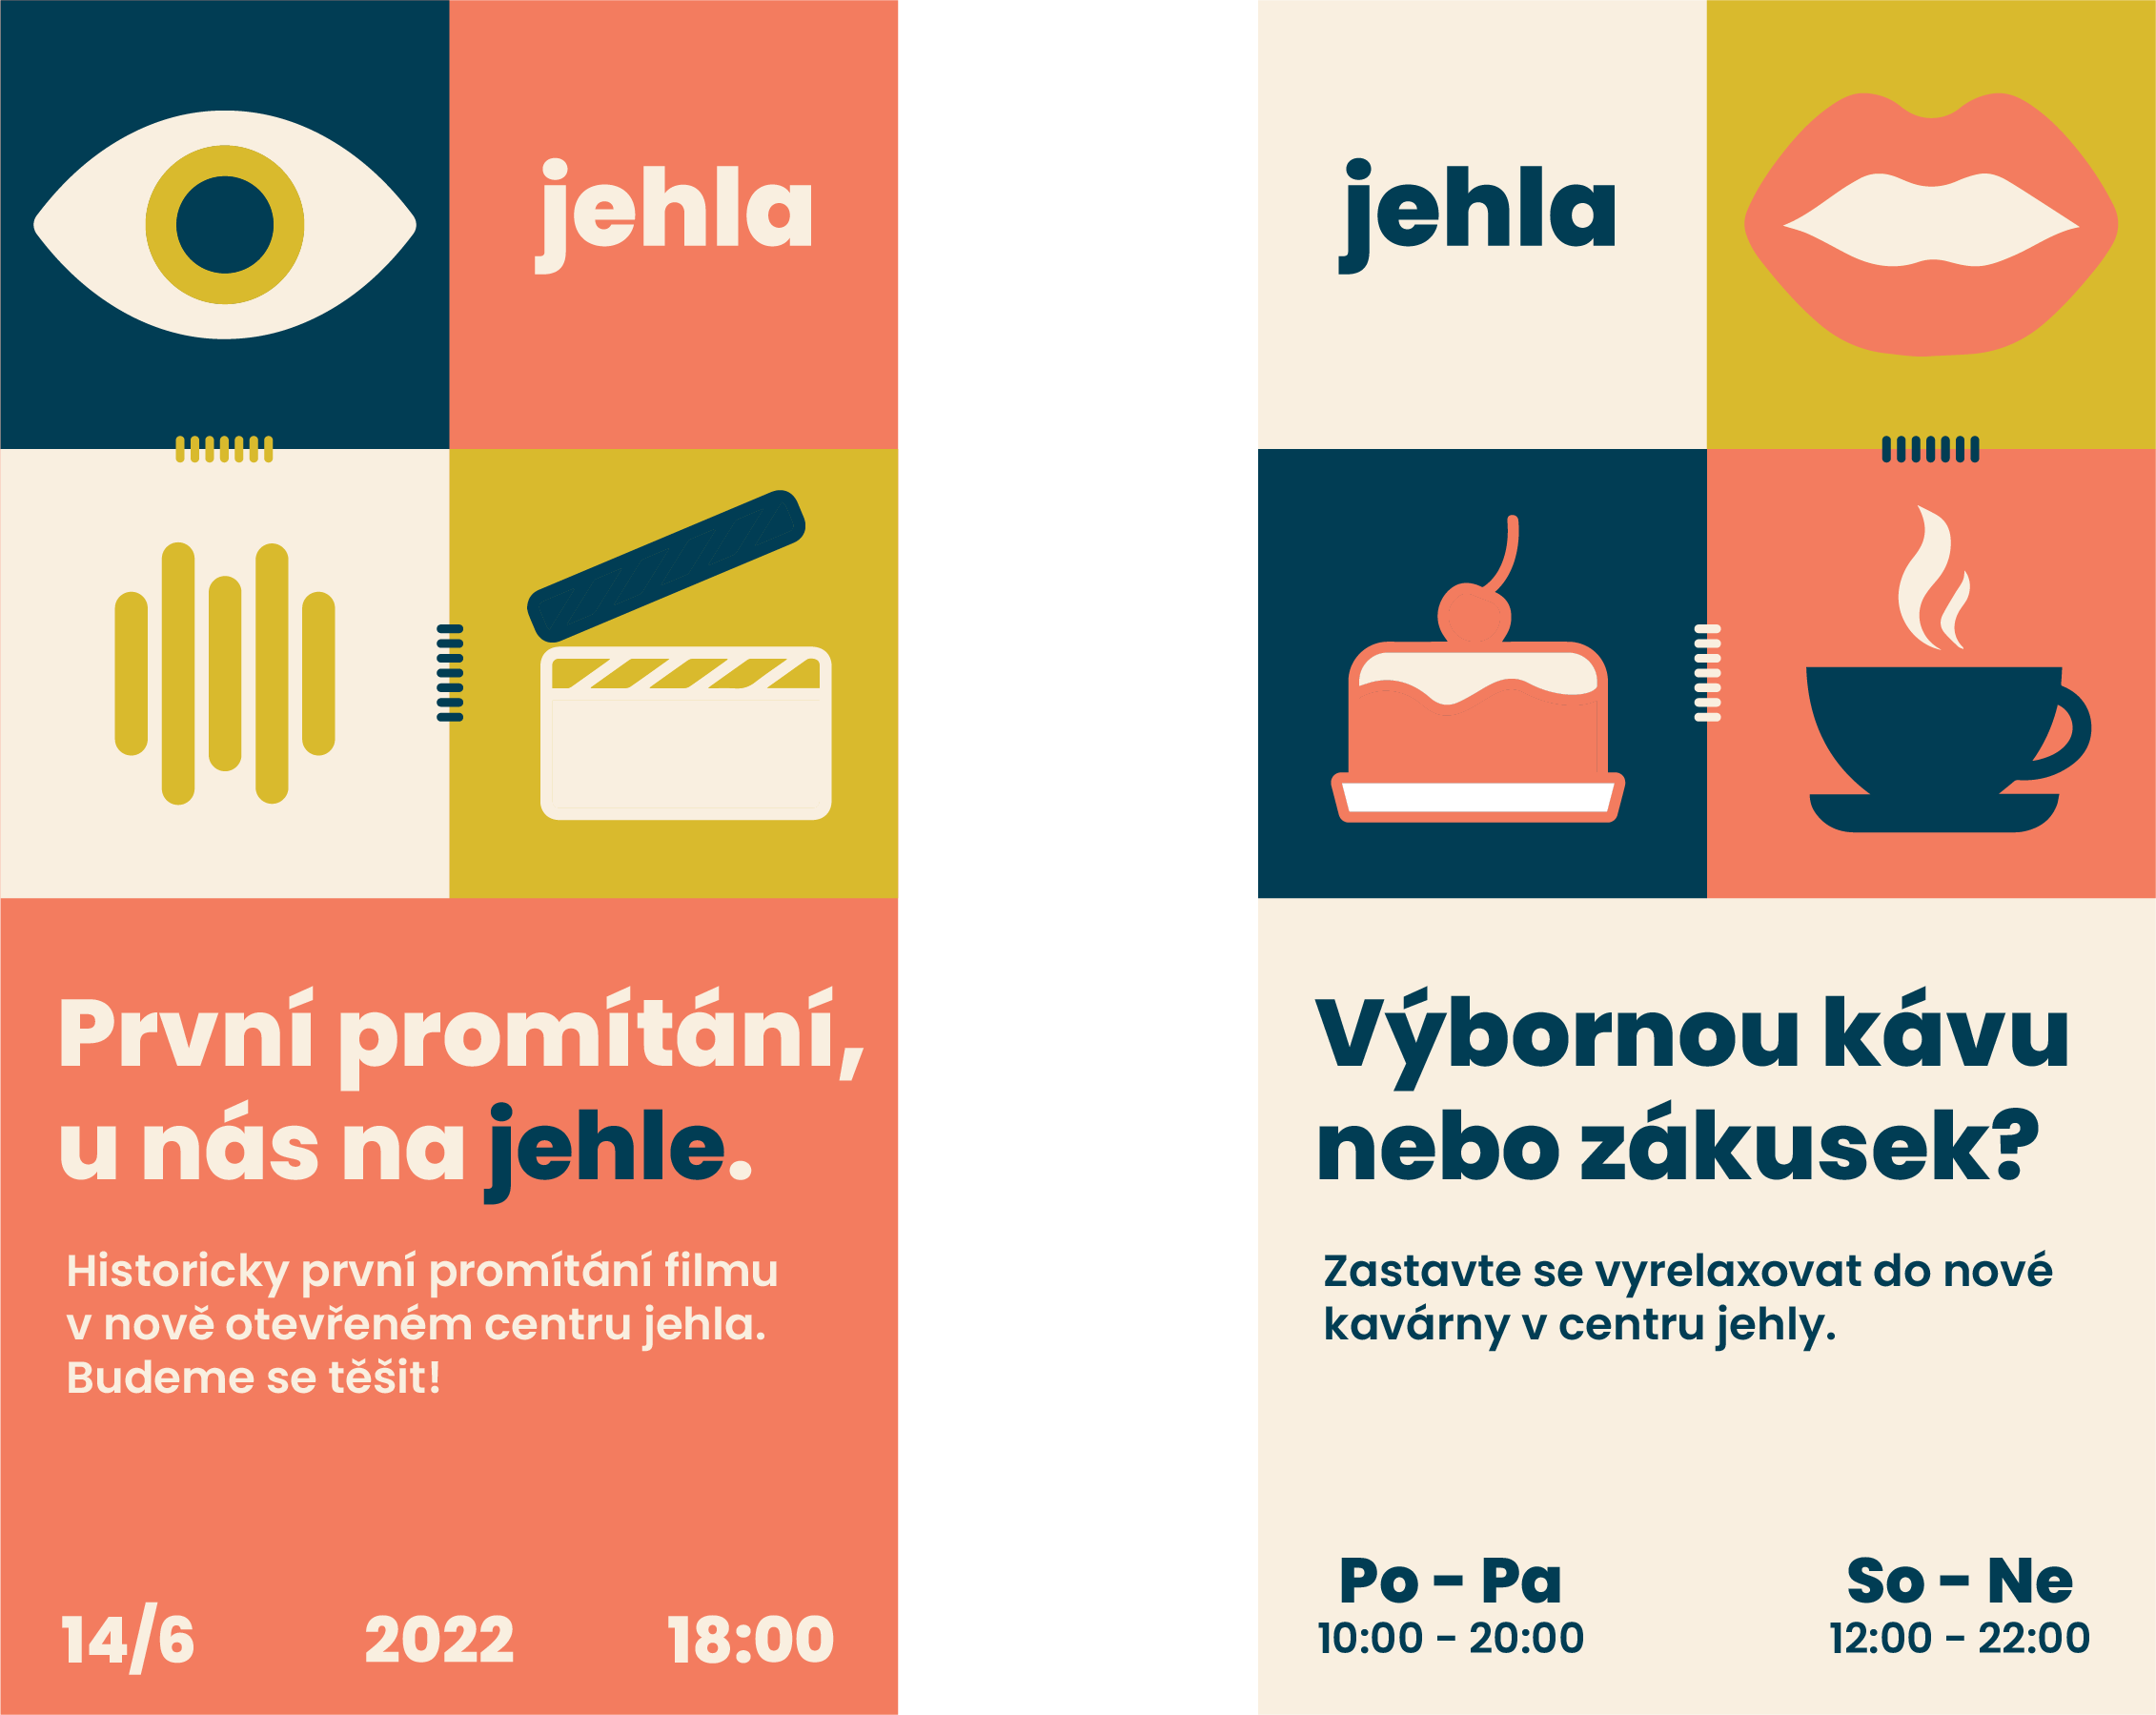 jehla
První promítání,
u nás na jehle.
Historicky první promítání filmu
v nově otevřeném centru jehla.
Budeme se těšit!
14/6 2022 18:00
jehla
Výbornou kávu
nebo zákusek?
Zastavte se vyrelaxovat do nové
kavárny v centru jehly.
Po – Pa So – Ne
10:00 – 20:00 12:00 – 22:00